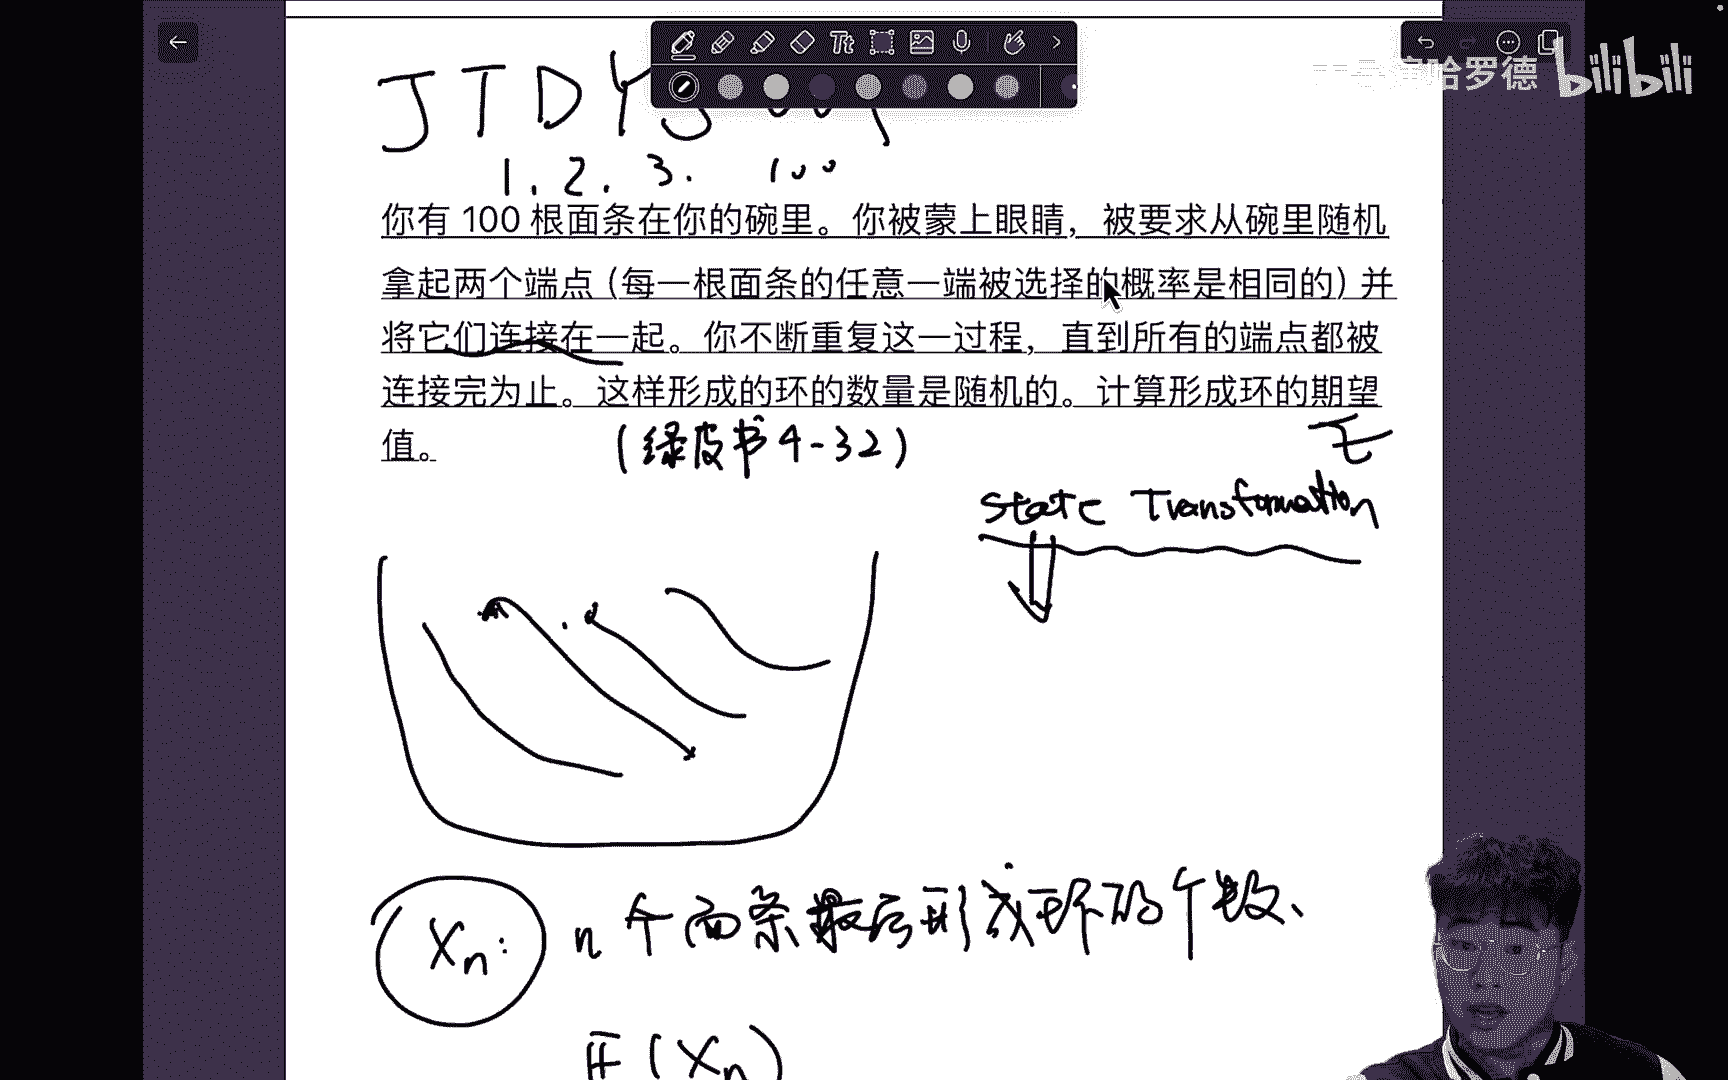 JTDYJ
哈罗德 bilibili
1. 2. 3. 100
你有 100 根面条在你的碗里。你被蒙上眼睛，被要求从碗里随机
拿起两个端点（每一根面条的任意一端被选择的概率是相同的）并
将它们连接在一起。你不断重复这一过程，直到所有的端点都被
连接完为止。这样形成的环的数量是随机的。计算形成环的期望
值。
(绿皮书4-32)
E
State Transformation
Xn: n 个面条最后形成环的个数、
E(Xn)